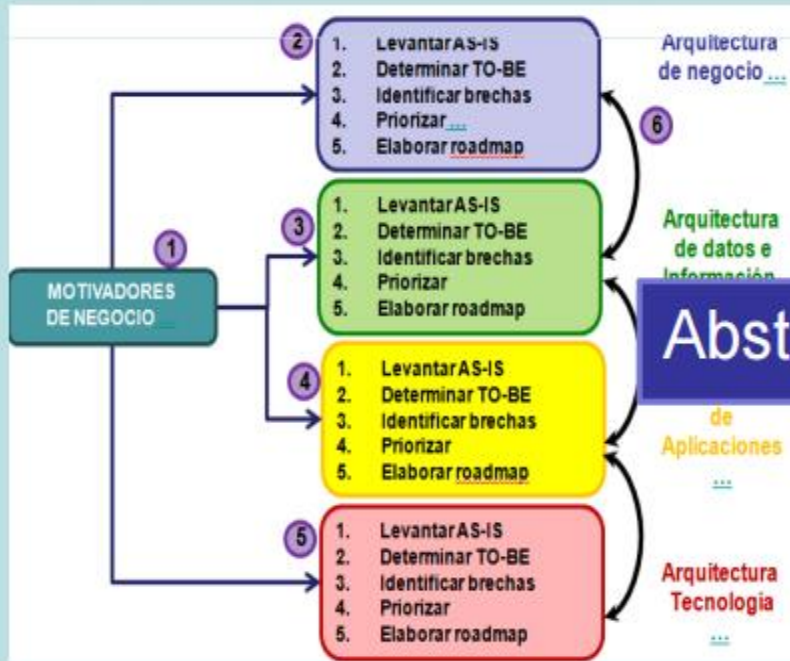 2
1. Levantar AS-IS
2. Determinar TO-BE
3. Identificar brechas
4. Priorizar ...
5. Elaborar roadmap
Arquitectura
de negocio ...
6
3
1. Levantar AS-IS
2. Determinar TO-BE
3. Identificar brechas
4. Priorizar
5. Elaborar roadmap
Arquitectura
de datos e
Información
1
MOTIVADORES
DE NEGOCIO ...
Abst
4
1. Levantar AS-IS
2. Determinar TO-BE
3. Identificar brechas
4. Priorizar
5. Elaborar roadmap
de
Aplicaciones
...
5
1. Levantar AS-IS
2. Determinar TO-BE
3. Identificar brechas
4. Priorizar
5. Elaborar roadmap
Arquitectura
Tecnologia
...